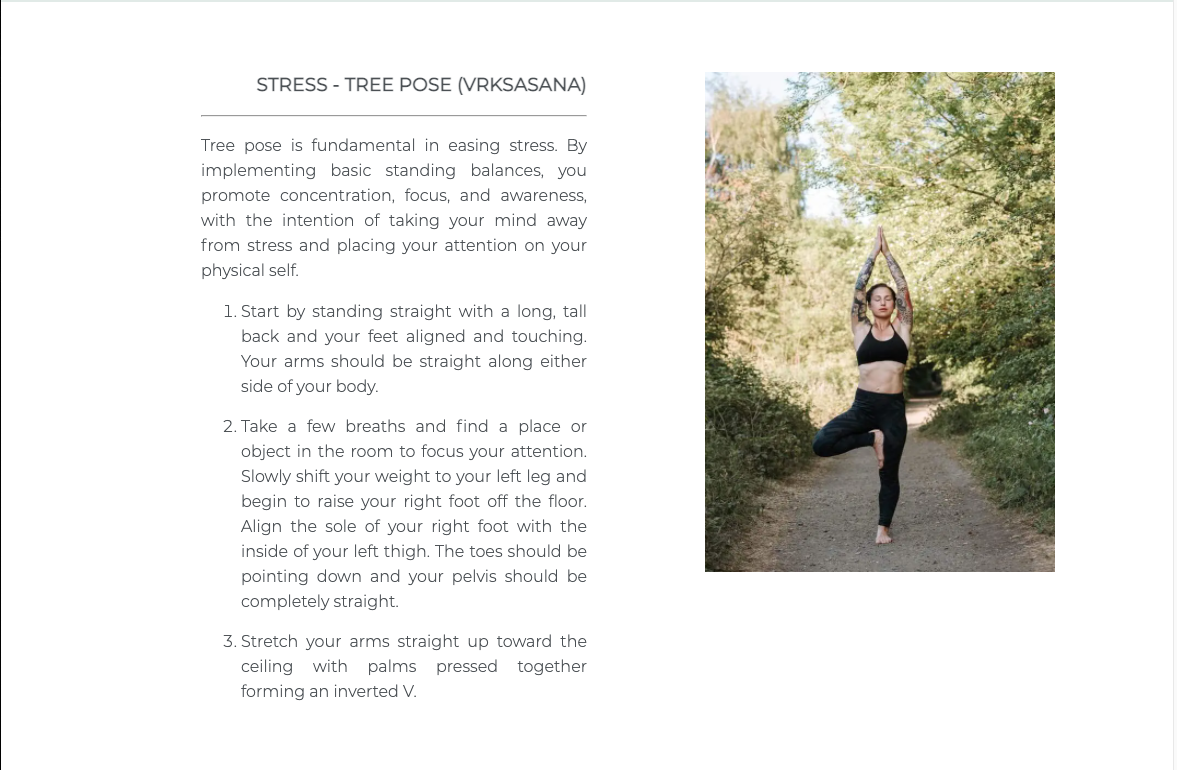 STRESS - TREE POSE (VRKSASANA)
Tree pose is fundamental in easing stress. By
implementing basic standing balances, you
promote concentration, focus, and awareness,
with the intention of taking your mind away
from stress and placing your attention on your
physical self.
1. Start by standing straight with a long, tall
back and your feet aligned and touching.
Your arms should be straight along either
side of your body.
2. Take a few breaths and find a place or
object in the room to focus your attention.
Slowly shift your weight to your left leg and
begin to raise your right foot off the floor.
Align the sole of your right foot with the
inside of your left thigh. The toes should be
pointing down and your pelvis should be
completely straight.
3. Stretch your arms straight up toward the
ceiling with palms pressed together
forming an inverted V.